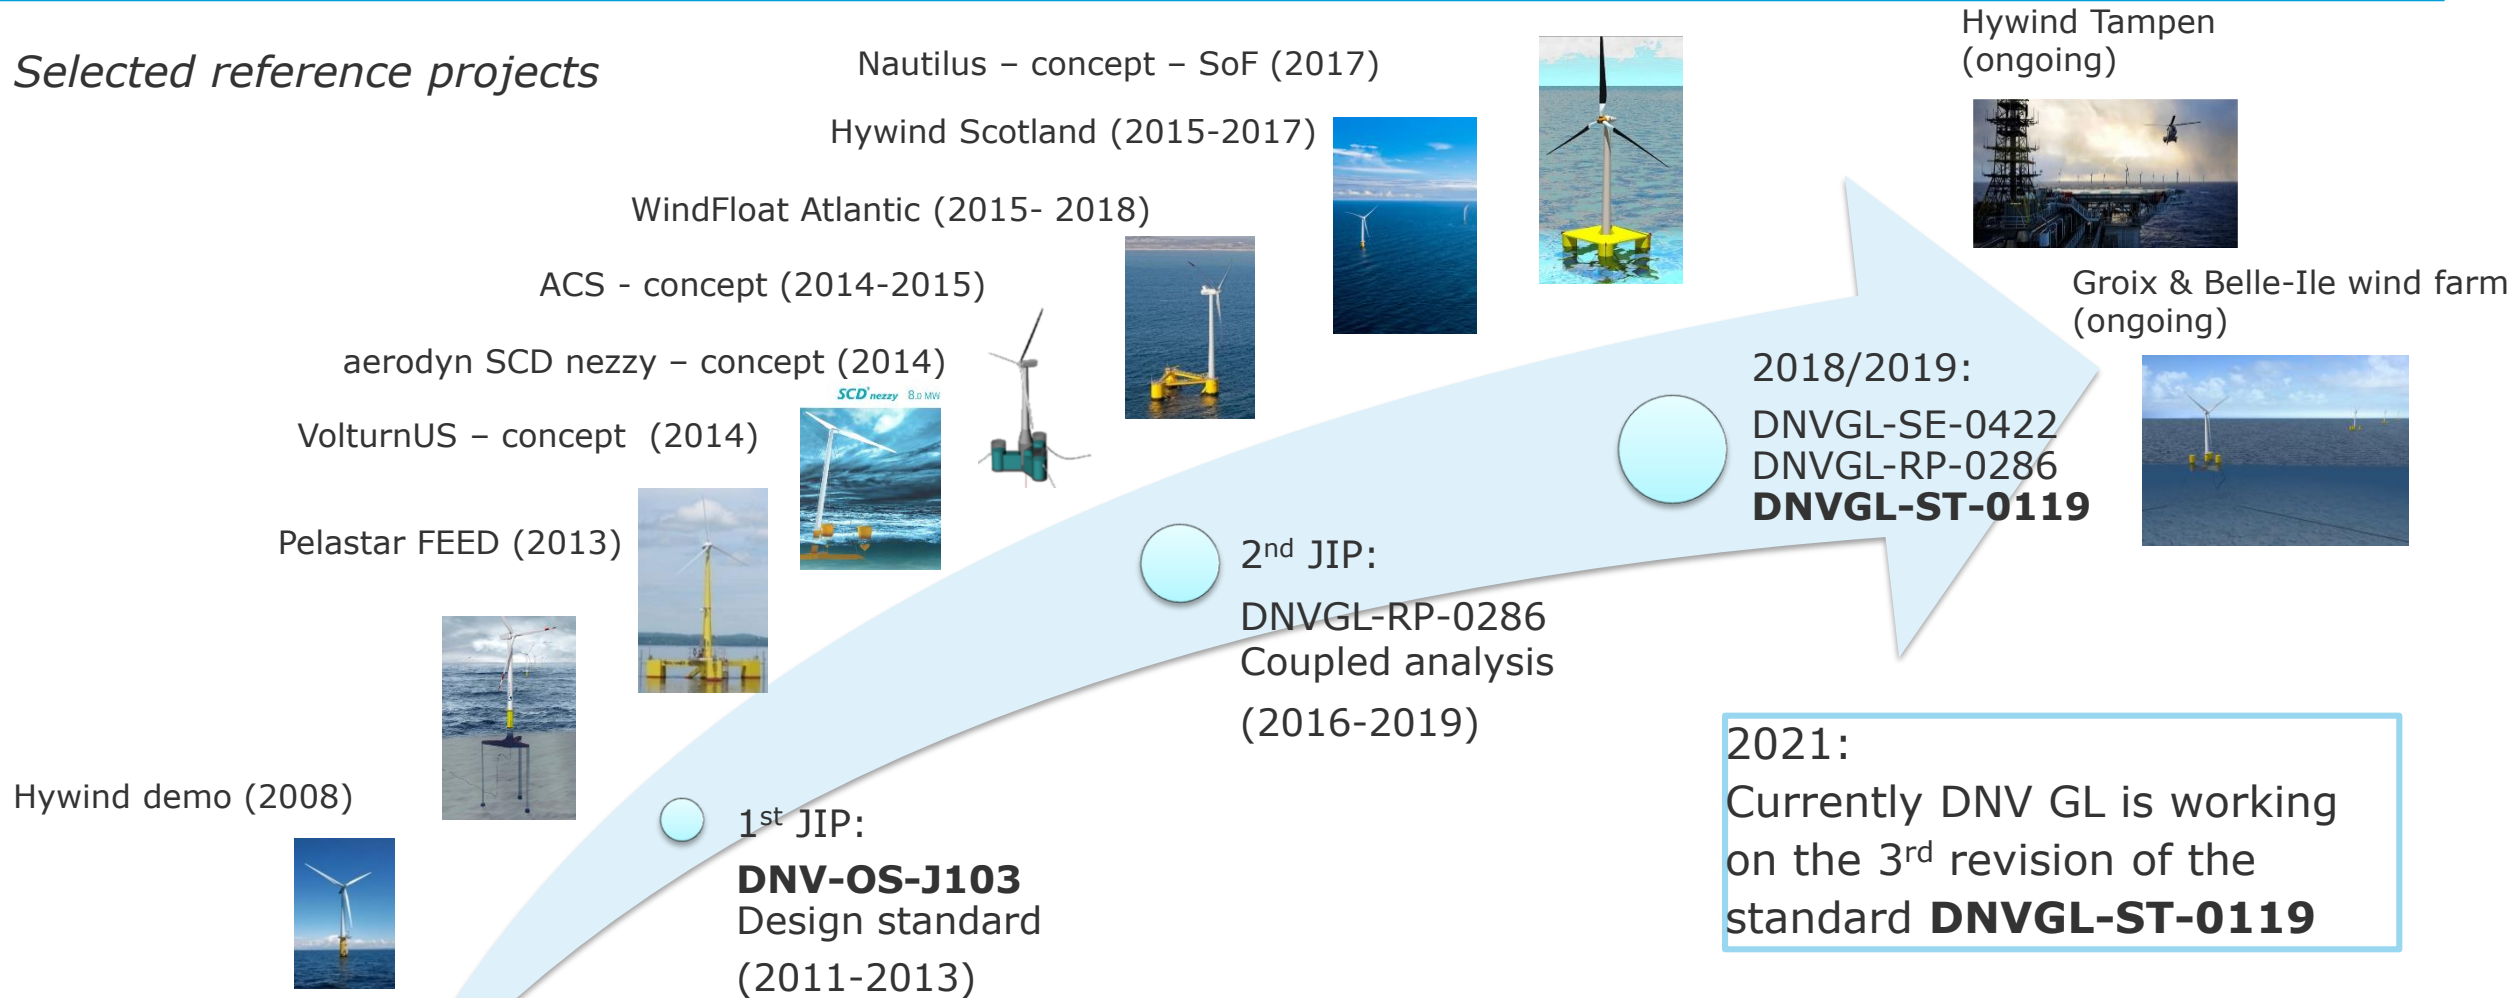 Selected reference projects
Nautilus – concept – SoF (2017)
Hywind Scotland (2015-2017)
WindFloat Atlantic (2015- 2018)
ACS - concept (2014-2015)
aerodyn SCD nezzy – concept (2014)
SCD® nezzy 8.0 MW
VolturnUS – concept (2014)
Pelastar FEED (2013)
Hywind demo (2008)
Hywind Tampen
(ongoing)
Groix & Belle-Ile wind farm
(ongoing)
1st JIP:
DNV-OS-J103
Design standard
(2011-2013)
2nd JIP:
DNVGL-RP-0286
Coupled analysis
(2016-2019)
2018/2019:
DNVGL-SE-0422
DNVGL-RP-0286
DNVGL-ST-0119
2021:
Currently DNV GL is working
on the 3rd revision of the
standard DNVGL-ST-0119